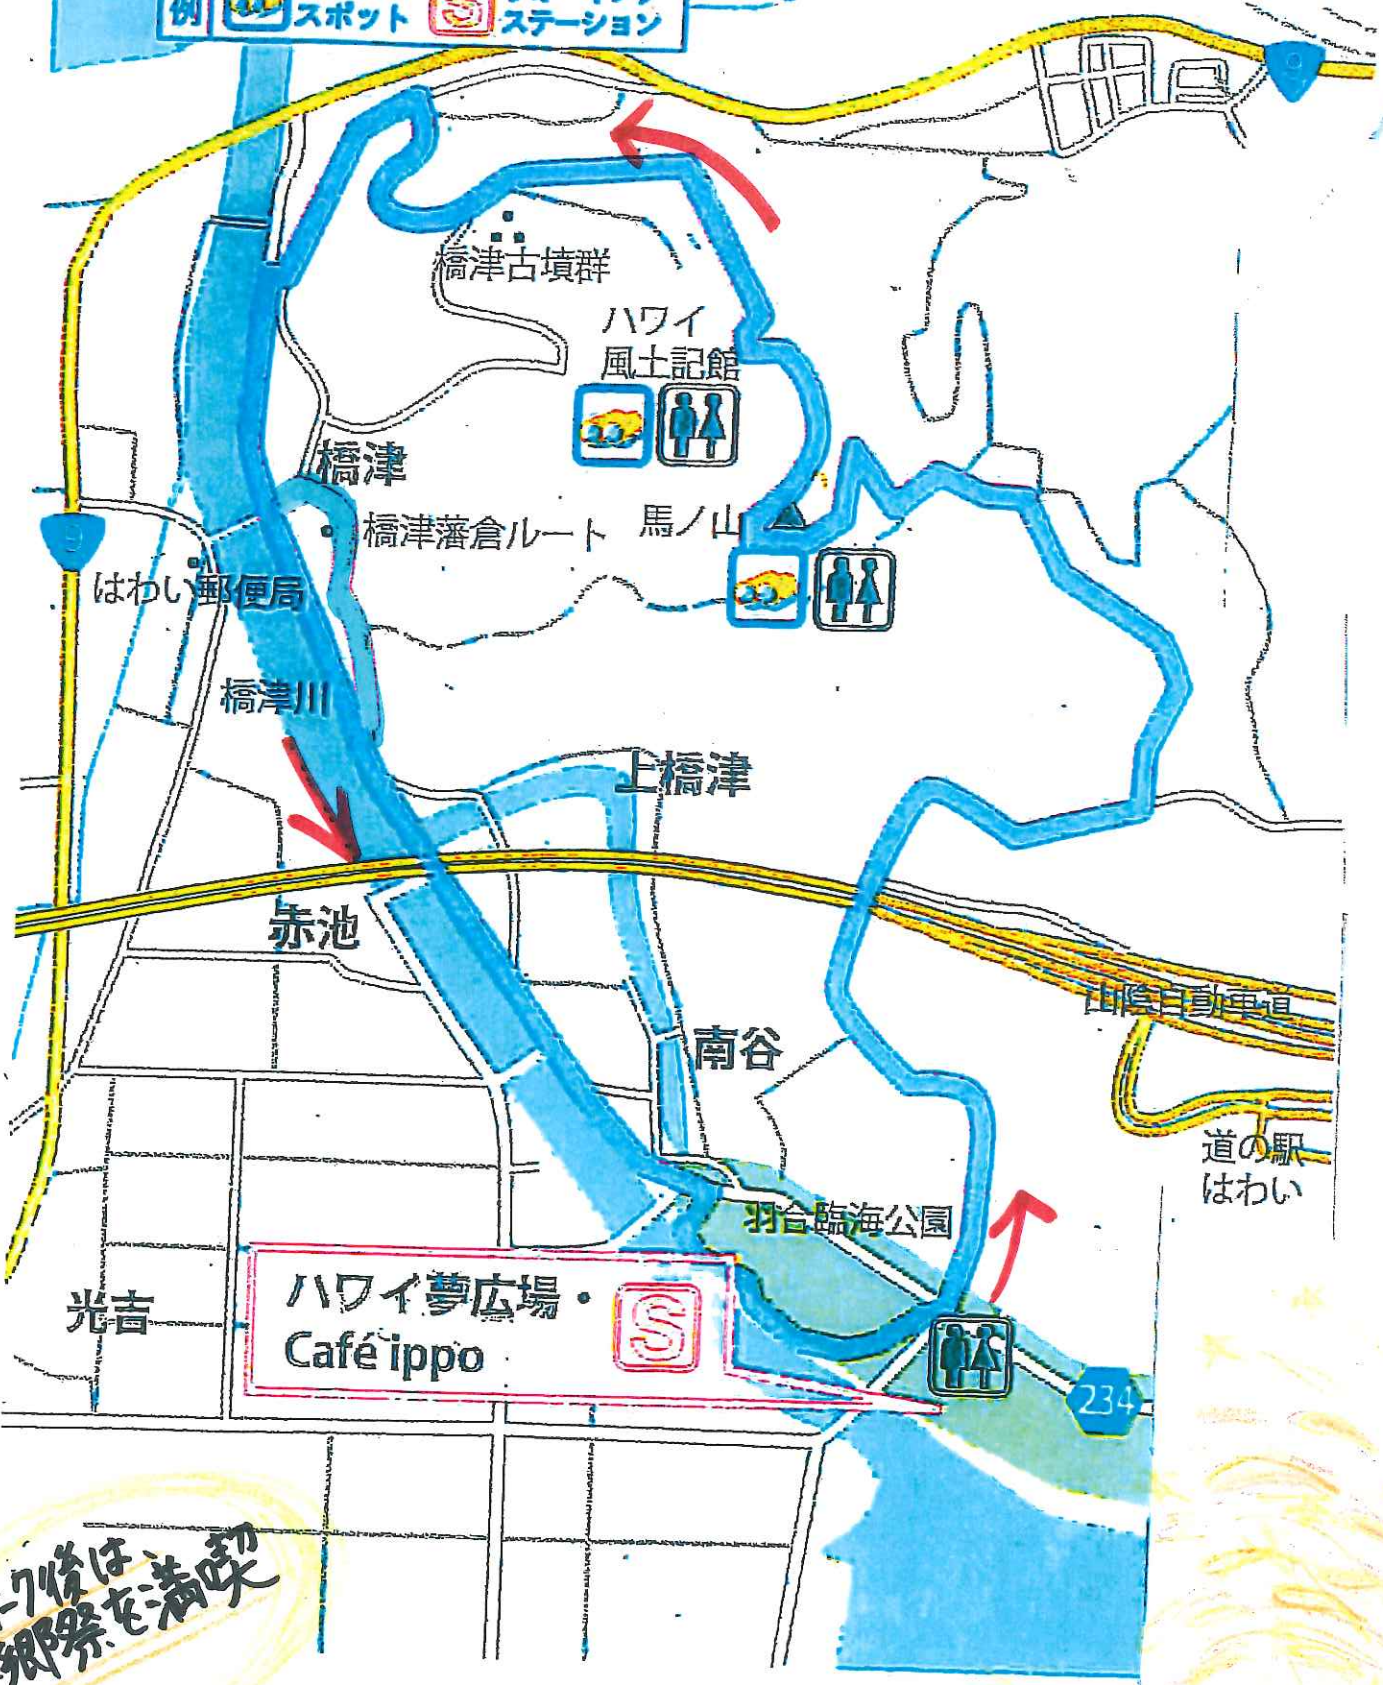 例
スポット
ステーション
9
橋津古墳群
ハワイ
風土記館
橋津
橋津藩倉ルート
馬ノ山
9
はわい郵便局
橋津川
上橋津
赤池
山陰自動車道
南谷
道の駅
はわい
羽合臨海公園
光吉
ハワイ夢広場・
Café ippo
S
234
ーク後は、
郷祭を満喫